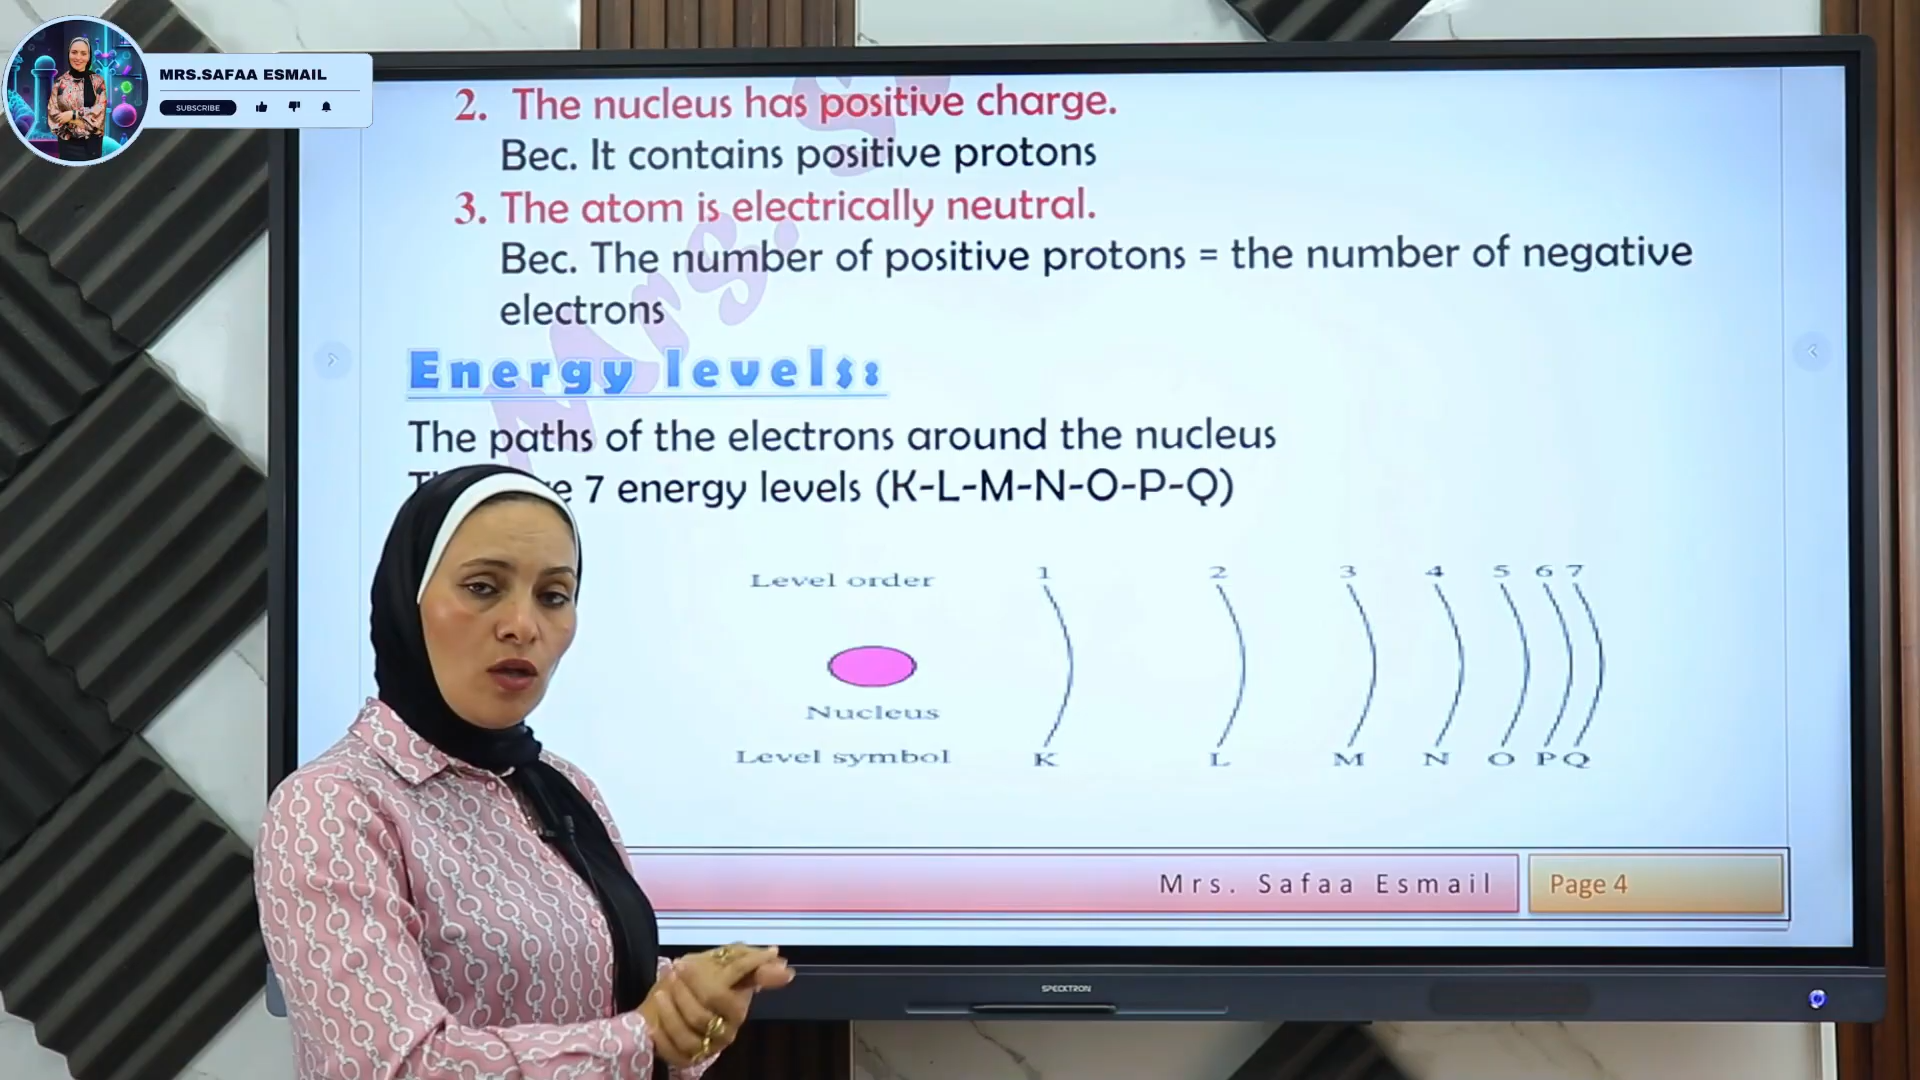 MRS.SAFAA ESMAIL
SUBSCRIBE
2. The nucleus has positive charge.
Bec. It contains positive protons
3. The atom is electrically neutral.
Bec. The number of positive protons = the number of negative
electrons
Energy levels:
The paths of the electrons around the nucleus
7 energy levels (K-L-M-N-O-P-Q)
Level order 1 2 3 4 5 6 7
Nucleus
Level symbol K L M N O P Q
Mrs. Safaa Esmail Page 4
SPECKTRON